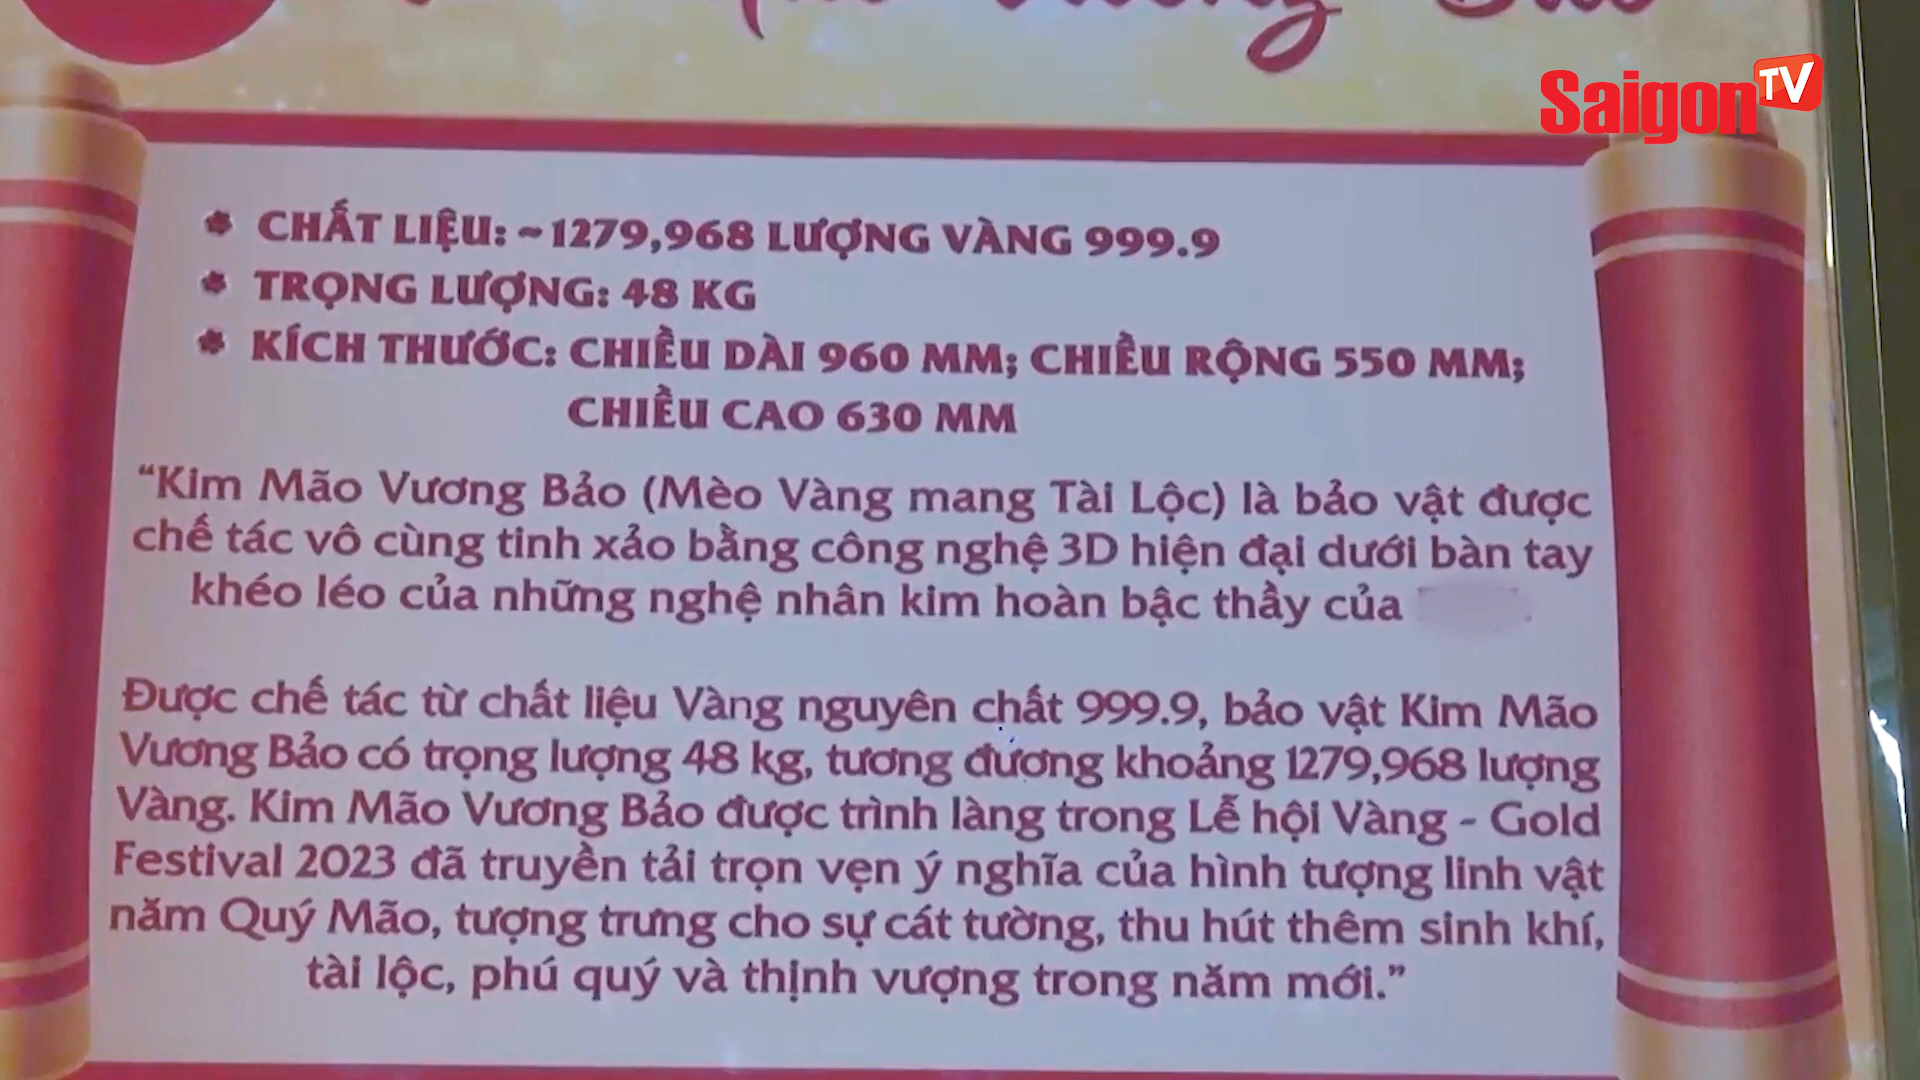 Saigon TV
CHẤT LIỆU: ~1279,968 LƯỢNG VÀNG 999.9
TRỌNG LƯỢNG: 48 KG
KÍCH THƯỚC: CHIỀU DÀI 960 MM; CHIỀU RỘNG 550 MM;
CHIỀU CAO 630 MM
“Kim Mão Vương Bảo (Mèo Vàng mang Tài Lộc) là bảo vật được
chế tác vô cùng tinh xảo bằng công nghệ 3D hiện đại dưới bàn tay
khéo léo của những nghệ nhân kim hoàn bậc thầy của
Được chế tác từ chất liệu Vàng nguyên chất 999.9, bảo vật Kim Mão
Vương Bảo có trọng lượng 48 kg, tương đương khoảng 1279,968 lượng
Vàng. Kim Mão Vương Bảo được trình làng trong Lễ hội Vàng - Gold
Festival 2023 đã truyền tải trọn vẹn ý nghĩa của hình tượng linh vật
năm Quý Mão, tượng trưng cho sự cát tường, thu hút thêm sinh khí,
tài lộc, phú quý và thịnh vượng trong năm mới.”